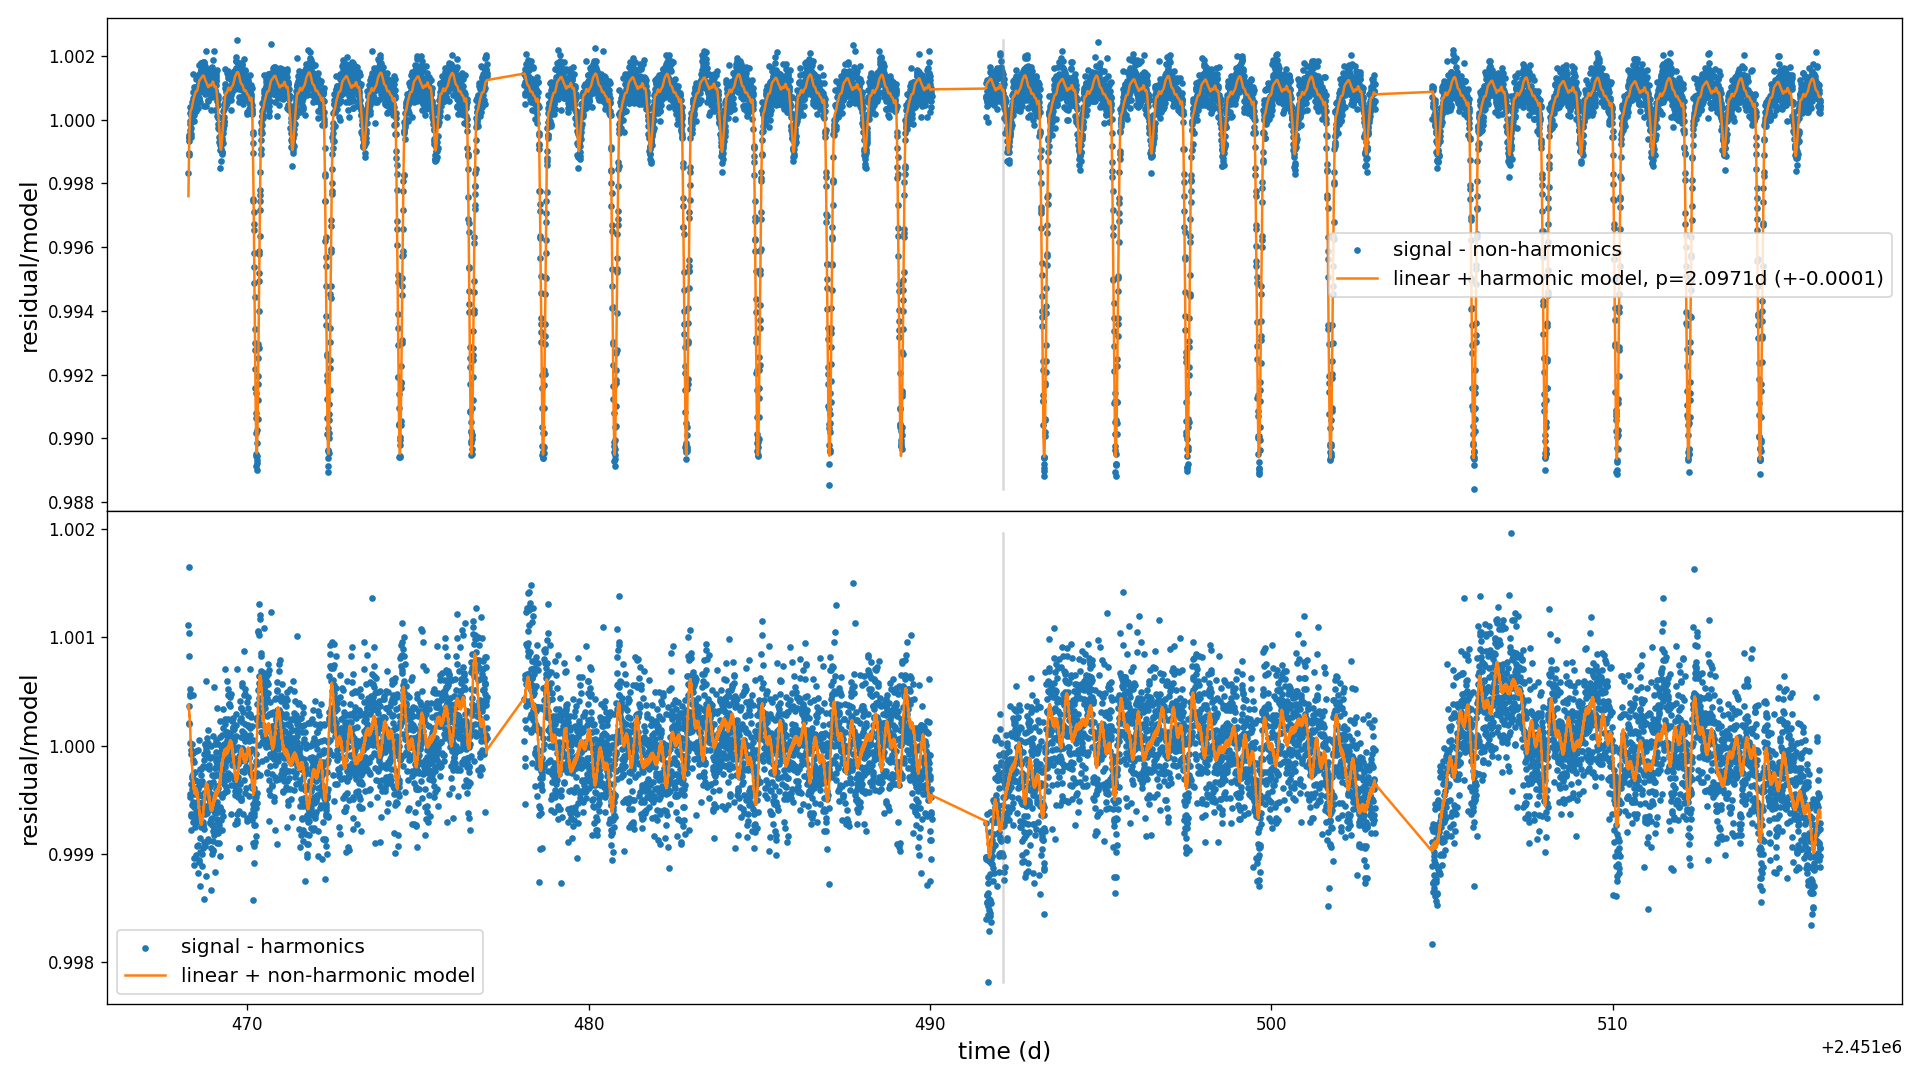 1.002
1.000
0.998
0.996
0.994
0.992
0.990
0.988
residual/model
signal - non-harmonics
linear + harmonic model, p=2.0971d (+-0.0001)
1.002
1.001
1.000
0.999
0.998
residual/model
signal - harmonics
linear + non-harmonic model
470
480
490
500
510
time (d)
+2.451e6